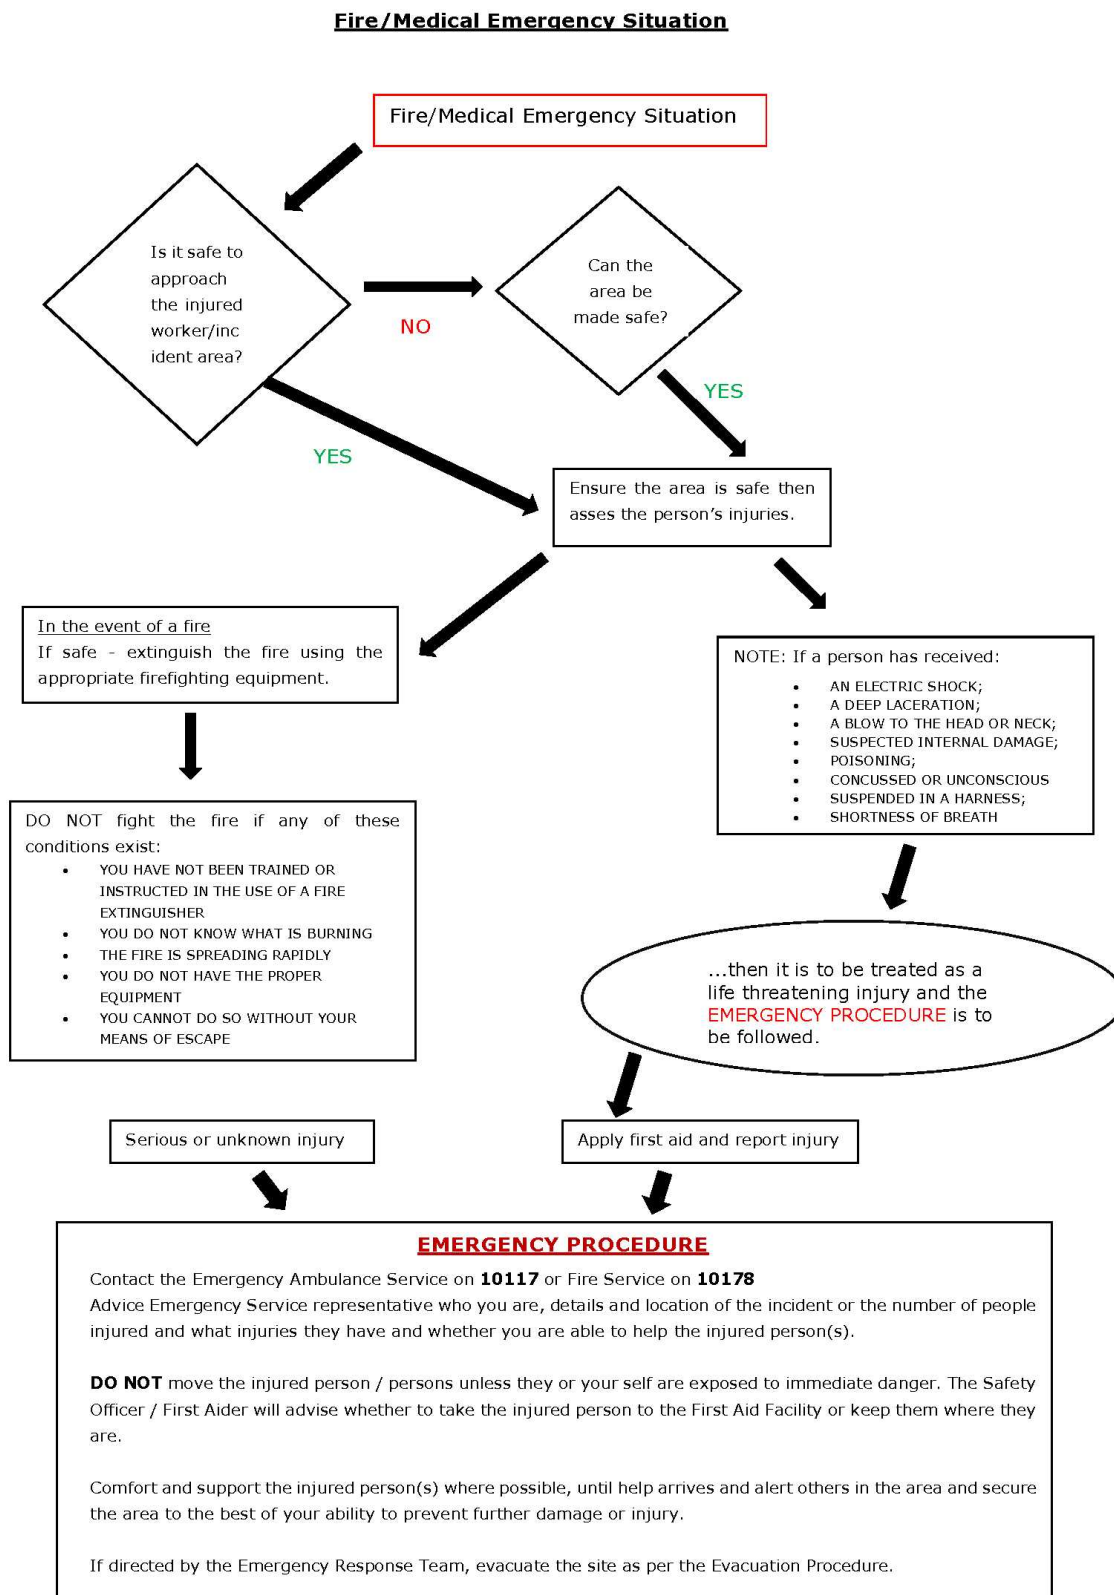 Fire/Medical Emergency Situation
Fire/Medical Emergency Situation
Is it safe to
approach
the injured
worker/inc
ident area?
NO
Can the
area be
made safe?
YES
YES
Ensure the area is safe then
asses the person's injuries.
In the event of a fire
If safe - extinguish the fire using the
appropriate firefighting equipment.
NOTE: If a person has received:
• AN ELECTRIC SHOCK;
• A DEEP LACERATION;
• A BLOW TO THE HEAD OR NECK;
• SUSPECTED INTERNAL DAMAGE;
• POISONING;
• CONCUSSED OR UNCONSCIOUS
• SUSPENDED IN A HARNESS;
• SHORTNESS OF BREATH
DO NOT fight the fire if any of these
conditions exist:
• YOU HAVE NOT BEEN TRAINED OR
INSTRUCTED IN THE USE OF A FIRE
EXTINGUISHER
• YOU DO NOT KNOW WHAT IS BURNING
• THE FIRE IS SPREADING RAPIDLY
• YOU DO NOT HAVE THE PROPER
EQUIPMENT
• YOU CANNOT DO SO WITHOUT YOUR
MEANS OF ESCAPE
...then it is to be treated as a
life threatening injury and the
EMERGENCY PROCEDURE is to
be followed.
Serious or unknown injury
Apply first aid and report injury
EMERGENCY PROCEDURE
Contact the Emergency Ambulance Service on 10117 or Fire Service on 10178
Advice Emergency Service representative who you are, details and location of the incident or the number of people
injured and what injuries they have and whether you are able to help the injured person(s).
DO NOT move the injured person / persons unless they or your self are exposed to immediate danger. The Safety
Officer / First Aider will advise whether to take the injured person to the First Aid Facility or keep them where they
are.
Comfort and support the injured person(s) where possible, until help arrives and alert others in the area and secure
the area to the best of your ability to prevent further damage or injury.
If directed by the Emergency Response Team, evacuate the site as per the Evacuation Procedure.